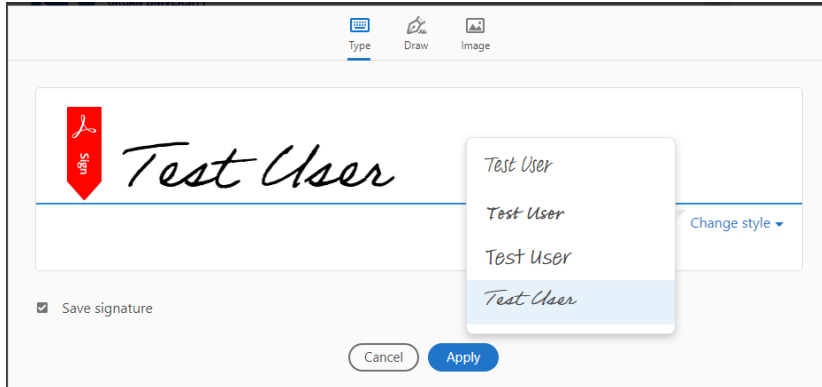 Type Draw Image
Sign
Test User
Test User
Test User
Test User
Test User
Change style
Save signature
Cancel Apply